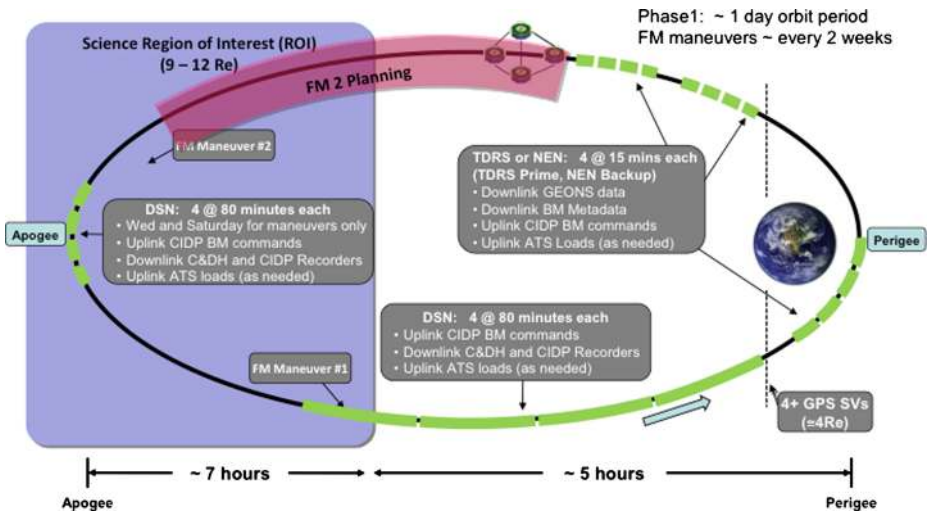 Phase1: ~ 1 day orbit period
FM maneuvers ~ every 2 weeks
Science Region of Interest (ROI)
(9 – 12 Re)
FM 2 Planning
FM Maneuver #2
TDRS or NEN: 4 @ 15 mins each
(TDRS Prime, NEN Backup)
• Downlink GEONS data
• Downlink BM Metadata
• Uplink CIDP BM commands
• Uplink ATS Loads (as needed)
DSN: 4 @ 80 minutes each
• Wed and Saturday for maneuvers only
• Uplink CIDP BM commands
• Downlink C&DH and CIDP Recorders
• Uplink ATS loads (as needed)
Apogee
Perigee
DSN: 4 @ 80 minutes each
• Uplink CIDP BM commands
• Downlink C&DH and CIDP Recorders
• Uplink ATS loads (as needed)
FM Maneuver #1
4+ GPS SVs
(=4Re)
~ 7 hours
~ 5 hours
Apogee
Perigee